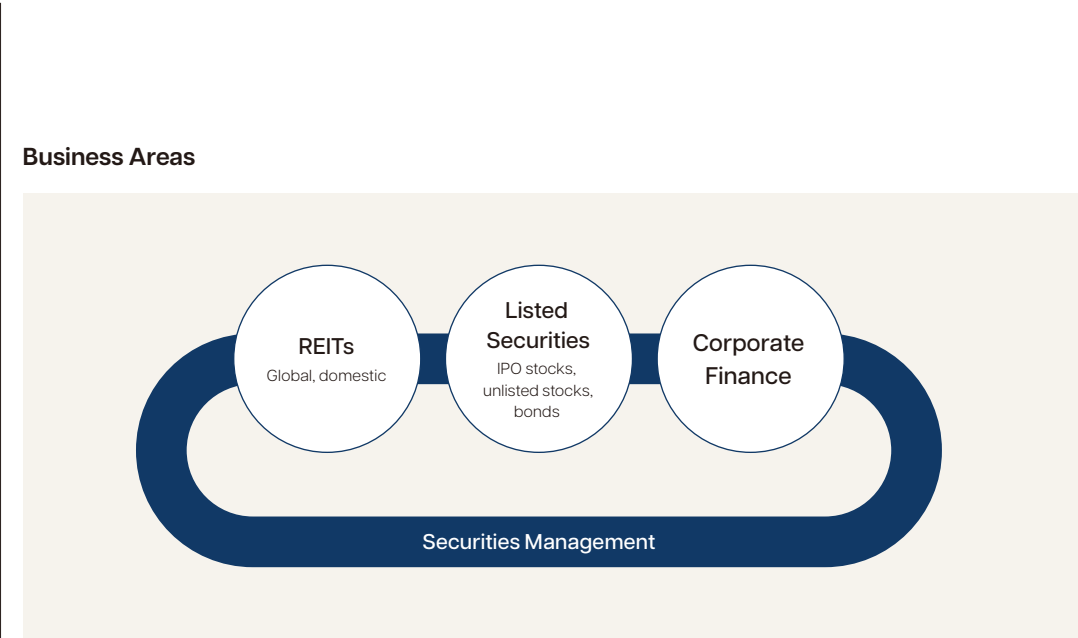 Business Areas
REITs
Global, domestic
Listed
Securities
IPO stocks,
unlisted stocks,
bonds
Corporate
Finance
Securities Management